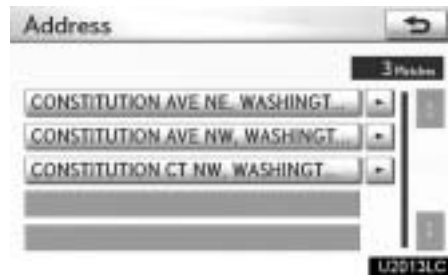 Address
3 Matches
CONSTITUTION AVE NE, WASHINGT...
CONSTITUTION AVE NW, WASHINGT...
CONSTITUTION CT NW, WASHINGT...
U2013LC